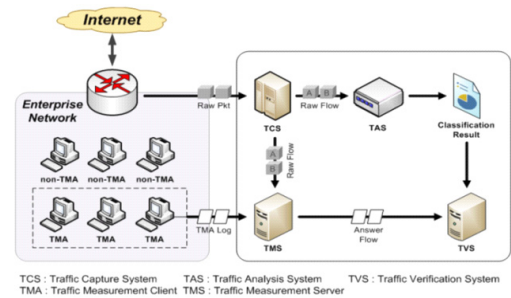 Internet
Enterprise
Network
Raw Pkt
A B
Raw Flow
TCS
TAS
Classification
Result
non-TMA non-TMA non-TMA
A
B
Raw Flow
TMA TMA TMA
TMA Log
TMS
Answer
Flow
TVS
TCS : Traffic Capture System TAS : Traffic Analysis System TVS : Traffic Verification System
TMA : Traffic Measurement Client TMS : Traffic Measurement Server